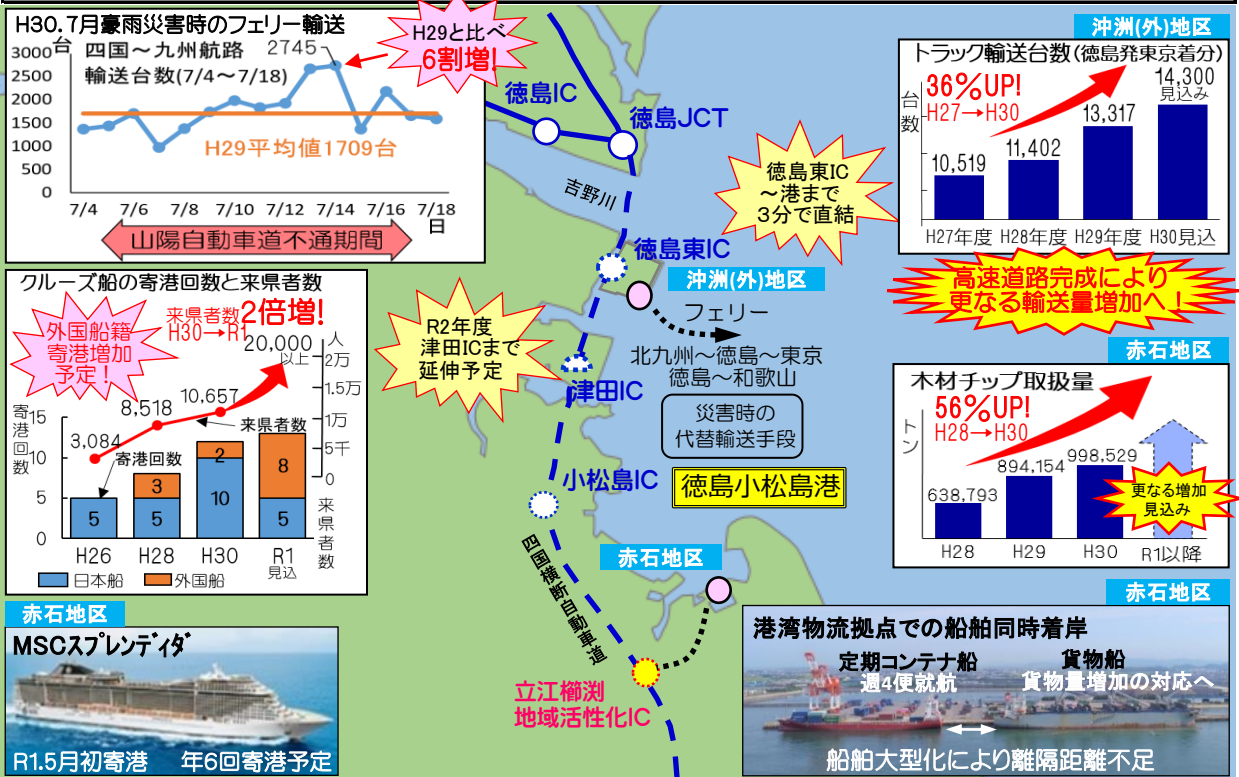 H30.7月豪雨災害時のフェリー輸送
台
四国～九州航路
輸送台数(7/4～7/18)
2745
3000
2500
2000
1500
1000
500
0
H29平均値1709台
7/4 7/6 7/8 7/10 7/12 7/14 7/16 7/18
日
山陽自動車道不通期間
H29と比べ
6割増!
クルーズ船の寄港回数と来県者数
外国船籍
寄港増加
予定！
来県者数2倍増!
H30→R1
20,000
以上
人
2万
1.5万
1万
5千
0
来県者数
寄港回数
15
10
5
0
3,084
8,518
10,657
来県者数
寄港回数
5
3
5
2
10
8
5
H26 H28 H30 R1
見込
日本船 外国船
赤石地区
MSCスプレンディダ
R1.5月初寄港 年6回寄港予定
徳島IC
徳島JCT
吉野川
徳島東IC
～港まで
３分で直結
徳島東IC
沖洲(外)地区
フェリー
北九州～徳島～東京
徳島～和歌山
災害時の
代替輸送手段
R2年度
津田ICまで
延伸予定
津田IC
小松島IC
徳島小松島港
四国横断自動車道
赤石地区
立江櫛渕
地域活性化IC
沖洲(外)地区
トラック輸送台数(徳島発東京着分)
36%UP!
H27→H30
台数
10,519
11,402
13,317
14,300
見込み
H27年度 H28年度 H29年度 H30見込
高速道路完成により
更なる輸送量増加へ！
赤石地区
木材チップ取扱量
56%UP!
H28→H30
トン
638,793
894,154
998,529
更なる増加
見込み
H28 H29 H30 R1以降
赤石地区
港湾物流拠点での船舶同時着岸
定期コンテナ船
週4便就航
貨物船
貨物量増加の対応へ
船舶大型化により離隔距離不足